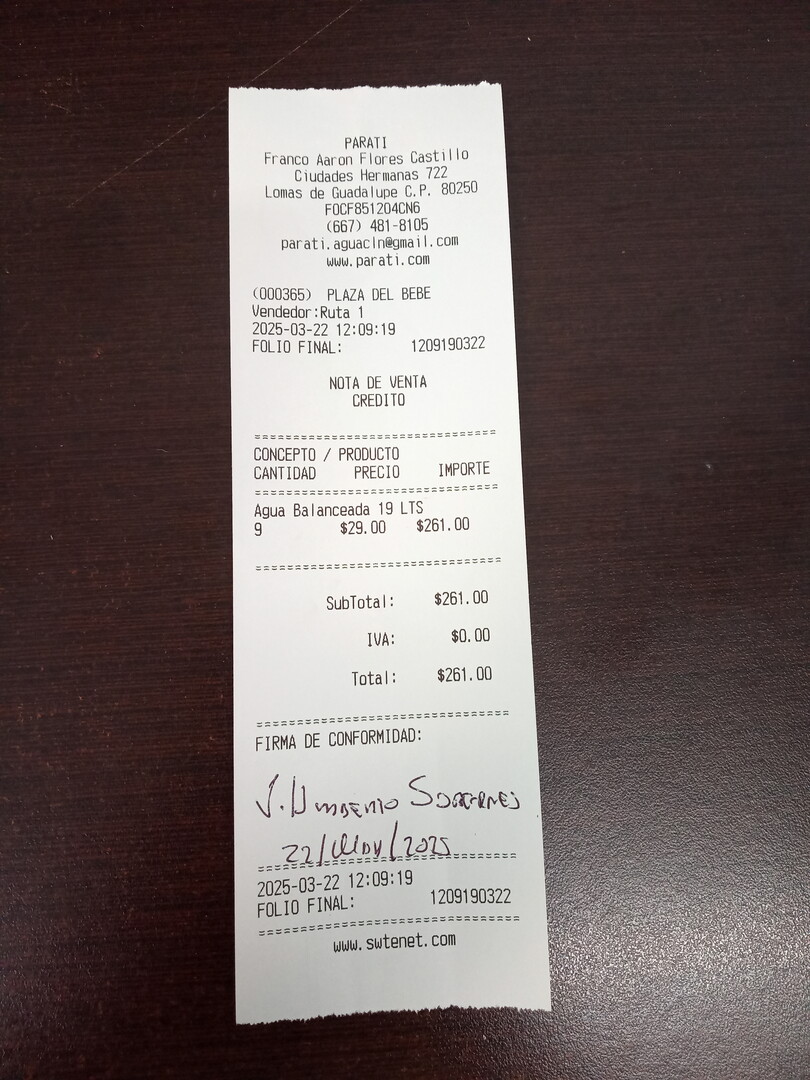 PARATI
Franco Aaron Flores Castillo
Ciudades Hermanas 722
Lomas de Guadalupe C.P. 80250
FOCF851204CN6
(667) 481-8105
parati.aguacln@gmail.com
www.parati.com
(000365) PLAZA DEL BEBE
Vendedor:Ruta 1
2025-03-22 12:09:19
FOLIO FINAL: 1209190322
NOTA DE VENTA
CREDITO
==================================
CONCEPTO / PRODUCTO
CANTIDAD PRECIO IMPORTE
==================================
Agua Balanceada 19 LTS
9 $29.00 $261.00
==================================
SubTotal: $261.00
IVA: $0.00
Total: $261.00
==================================
FIRMA DE CONFORMIDAD:
J. Humberto
22/ /2025
==================================
2025-03-22 12:09:19
FOLIO FINAL: 1209190322
==================================
www.swtenet.com